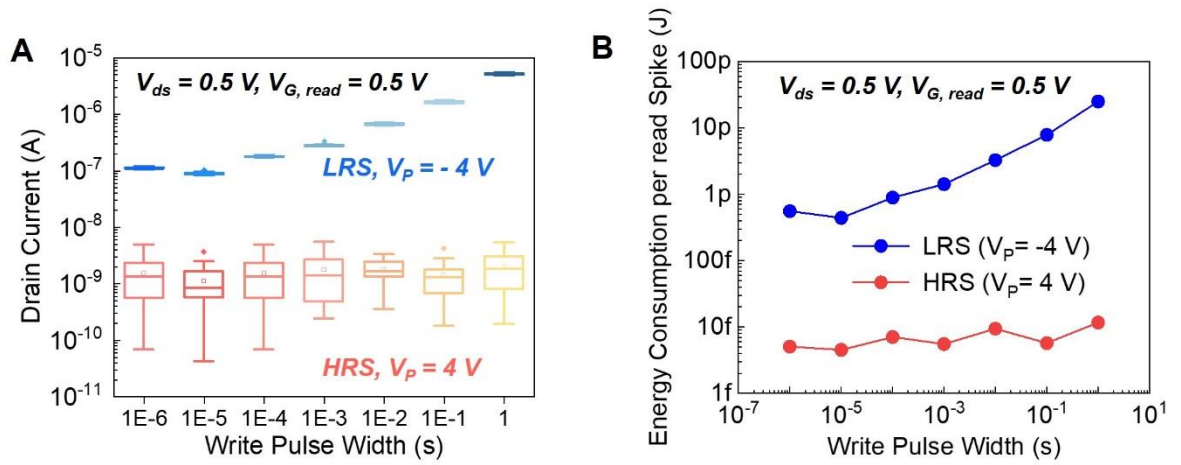 A
Drain Current (A)
10⁻⁵
10⁻⁶
10⁻⁷
10⁻⁸
10⁻⁹
10⁻¹⁰
10⁻¹¹
V_ds = 0.5 V, V_G, read = 0.5 V
LRS, V_P = - 4 V
HRS, V_P = 4 V
1E-6 1E-5 1E-4 1E-3 1E-2 1E-1 1
Write Pulse Width (s)
B
Energy Consumption per read Spike (J)
100p
10p
1p
100f
10f
1f
V_ds = 0.5 V, V_G, read = 0.5 V
LRS (V_P= -4 V)
HRS (V_P= 4 V)
10⁻⁷ 10⁻⁵ 10⁻³ 10⁻¹ 10¹
Write Pulse Width (s)